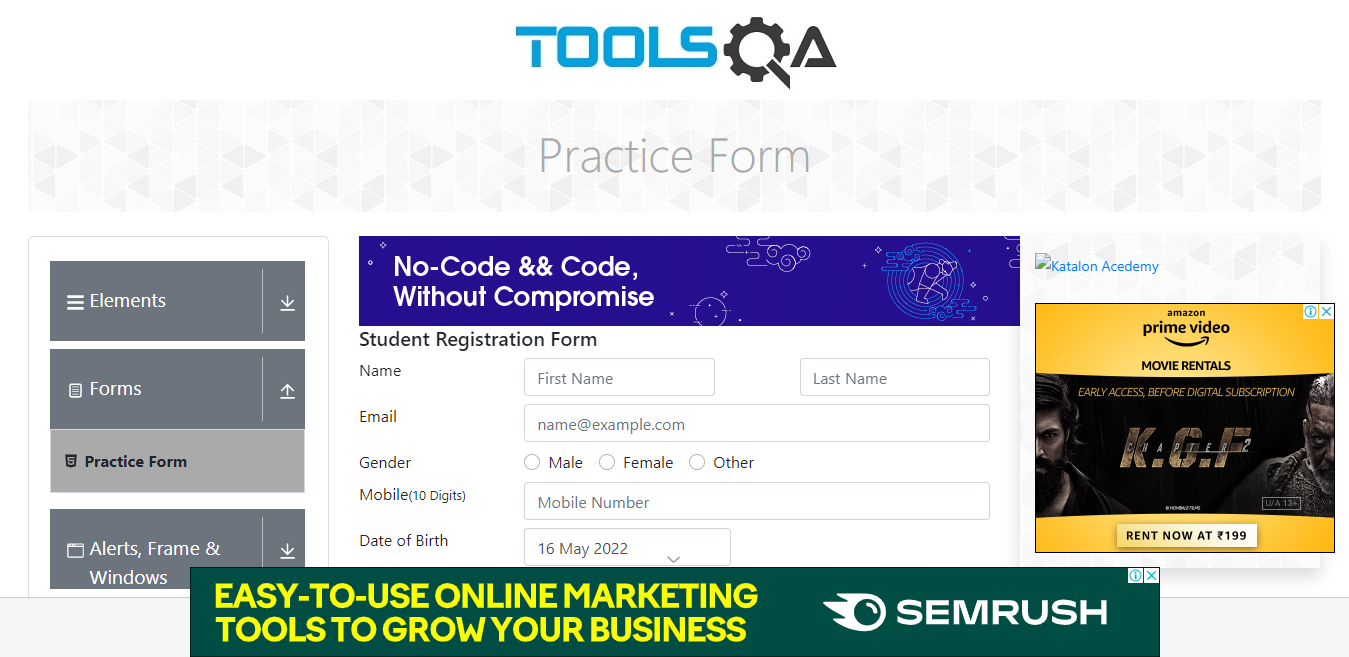 TOOLSQA
Practice Form
Elements
Forms
Practice Form
Alerts, Frame &
Windows
No-Code && Code,
Without Compromise
Student Registration Form
Name
First Name
Last Name
Email
name@example.com
Gender
Male
Female
Other
Mobile(10 Digits)
Mobile Number
Date of Birth
16 May 2022
Katalon Acedemy
amazon
prime video
MOVIE RENTALS
EARLY ACCESS, BEFORE DIGITAL SUBSCRIPTION
K.G.F
CHAPTER 2
U/A 13+
© HOMBALE FILMS
RENT NOW AT ₹199
EASY-TO-USE ONLINE MARKETING
TOOLS TO GROW YOUR BUSINESS
SEMRUSH